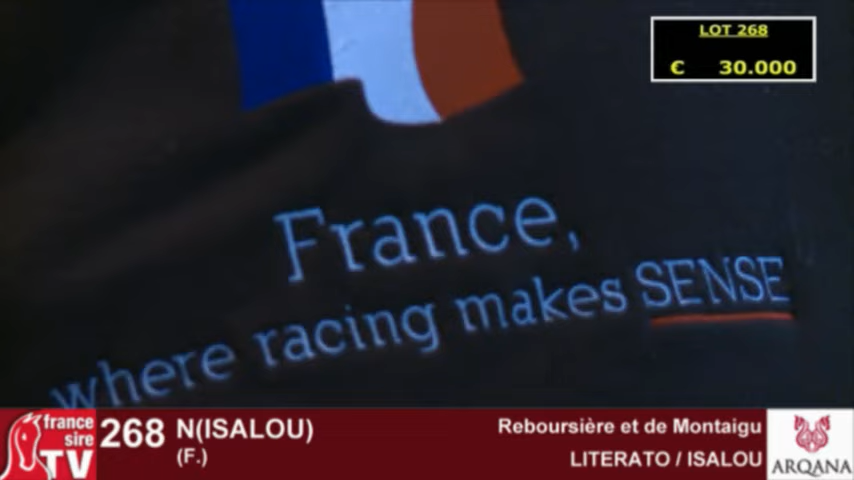 LOT 268
€ 30.000
France,
where racing makes SENSE
france
sire
TV
268 N(ISALOU)
(F.)
Reboursière et de Montaigu
LITERATO / ISALOU
ARQANA